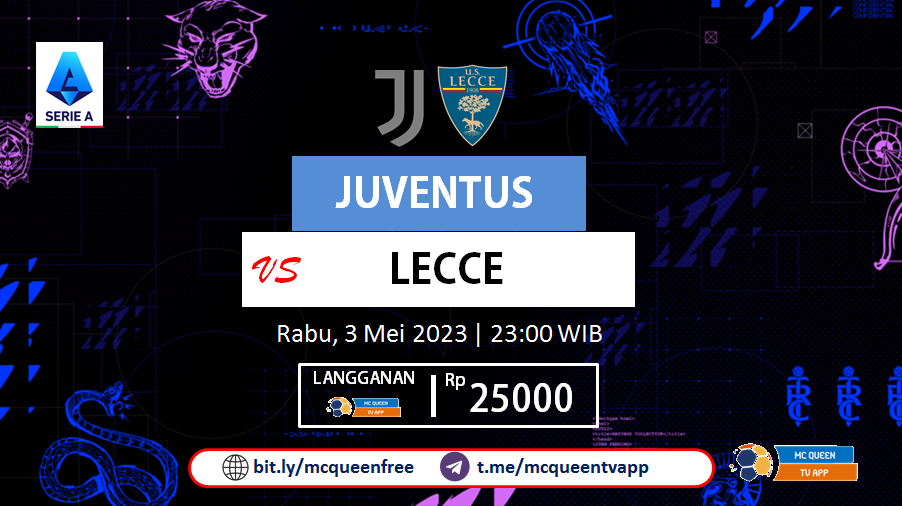 SERIE A
U.S.
LECCE
1908
JUVENTUS
VS LECCE
Rabu, 3 Mei 2023 | 23:00 WIB
LANGGANAN | Rp 25000
MC QUEEN
TV APP
bit.ly/mcqueenfree t.me/mcqueentvapp
MC QUEEN
TV APP